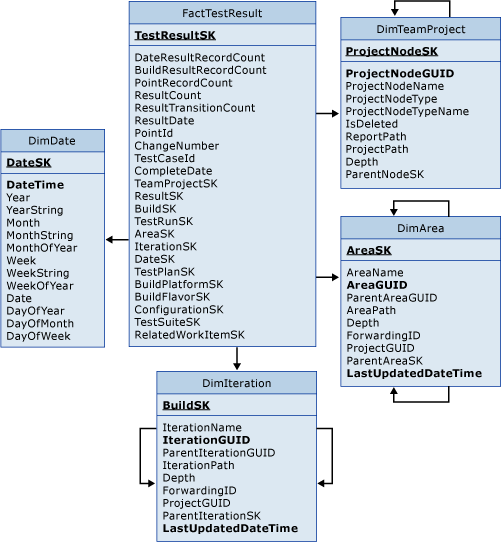 FactTestResult
TestResultSK
DateResultRecordCount
BuildResultRecordCount
PointRecordCount
ResultCount
ResultTransitionCount
ResultDate
PointId
ChangeNumber
TestCaseId
CompleteDate
TeamProjectSK
ResultSK
BuildSK
TestRunSK
AreaSK
IterationSK
DateSK
TestPlanSK
BuildPlatformSK
BuildFlavorSK
ConfigurationSK
TestSuiteSK
RelatedWorkItemSK
DimTeamProject
ProjectNodeSK
ProjectNodeGUID
ProjectNodeName
ProjectNodeType
ProjectNodeTypeName
IsDeleted
ReportPath
ProjectPath
Depth
ParentNodeSK
DimDate
DateSK
DateTime
Year
YearString
Month
MonthString
MonthOfYear
Week
WeekString
WeekOfYear
Date
DayOfYear
DayOfMonth
DayOfWeek
DimArea
AreaSK
AreaName
AreaGUID
ParentAreaGUID
AreaPath
Depth
ForwardingID
ProjectGUID
ParentAreaSK
LastUpdatedDateTime
DimIteration
BuildSK
IterationName
IterationGUID
ParentIterationGUID
IterationPath
Depth
ForwardingID
ProjectGUID
ParentIterationSK
LastUpdatedDateTime